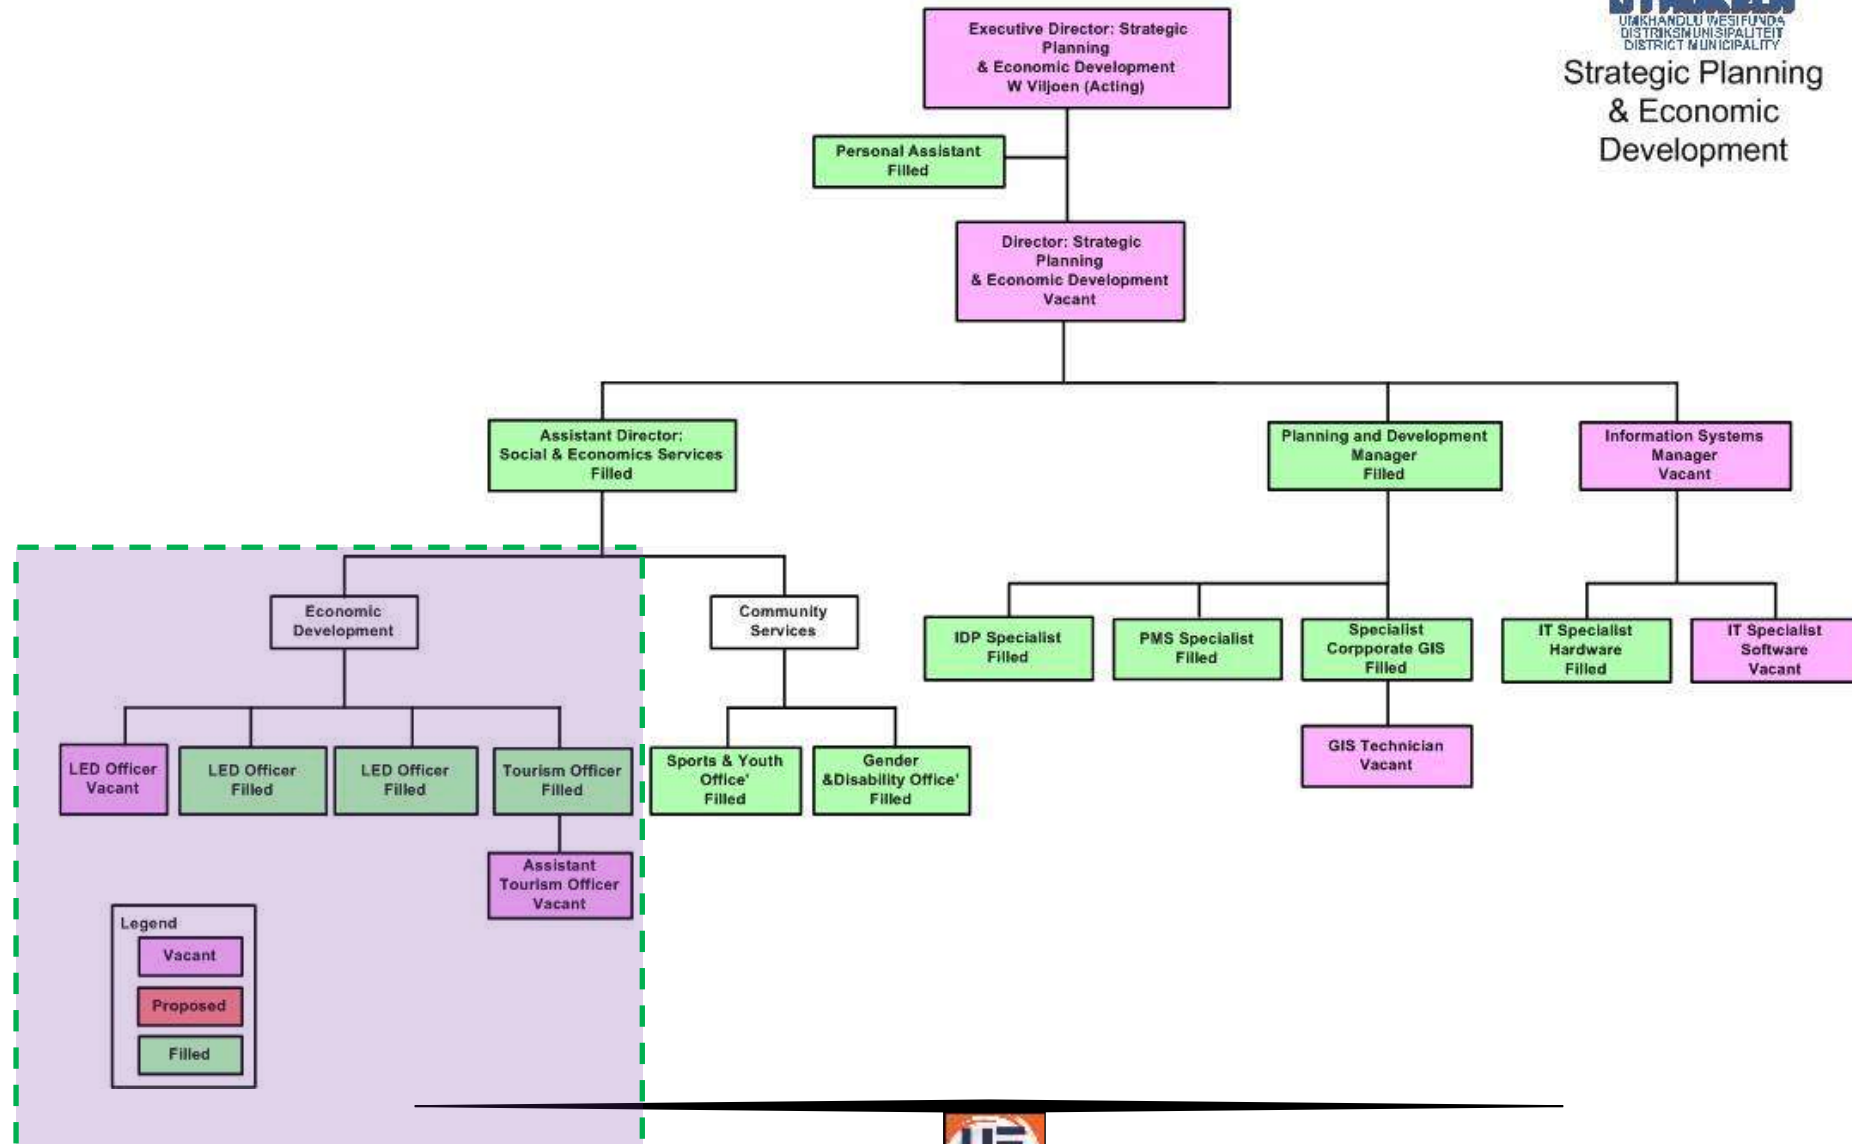 UMKHANDLU WESIFUNDA
DISTRIKSMUNISIPALITEIT
DISTRICT MUNICIPALITY
Strategic Planning
& Economic
Development
Executive Director: Strategic
Planning
& Economic Development
W Viljoen (Acting)
Personal Assistant
Filled
Director: Strategic
Planning
& Economic Development
Vacant
Assistant Director:
Social & Economics Services
Filled
Planning and Development
Manager
Filled
Information Systems
Manager
Vacant
Economic
Development
Community
Services
IDP Specialist
Filled
PMS Specialist
Filled
Specialist
Corpporate GIS
Filled
IT Specialist
Hardware
Filled
IT Specialist
Software
Vacant
LED Officer
Vacant
LED Officer
Filled
LED Officer
Filled
Tourism Officer
Filled
Sports & Youth
Office'
Filled
Gender
&Disability Office'
Filled
GIS Technician
Vacant
Assistant
Tourism Officer
Vacant
Legend
Vacant
Proposed
Filled